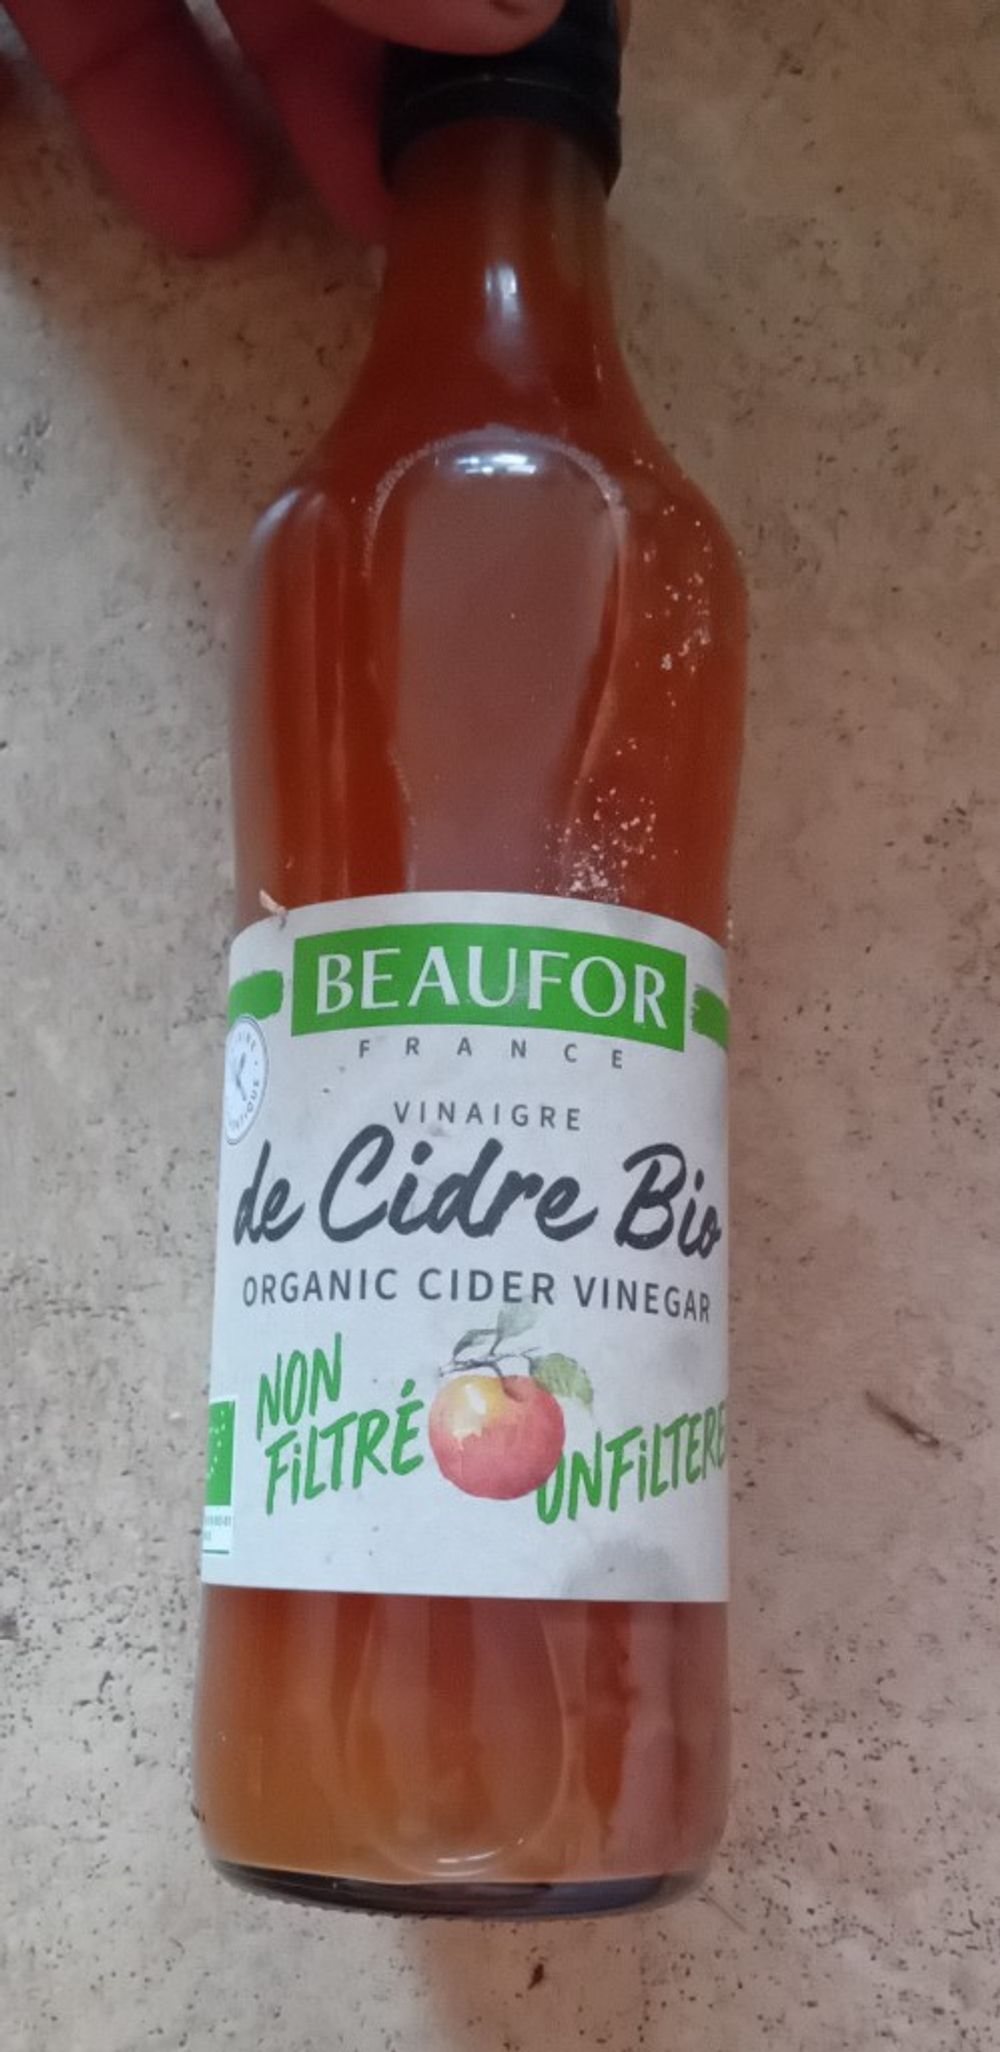 BEAUFOR
FRANCE
VINAIGRE
de Cidre Bio
ORGANIC CIDER VINEGAR
NON
FiLTRÉ
UNFiLTERE